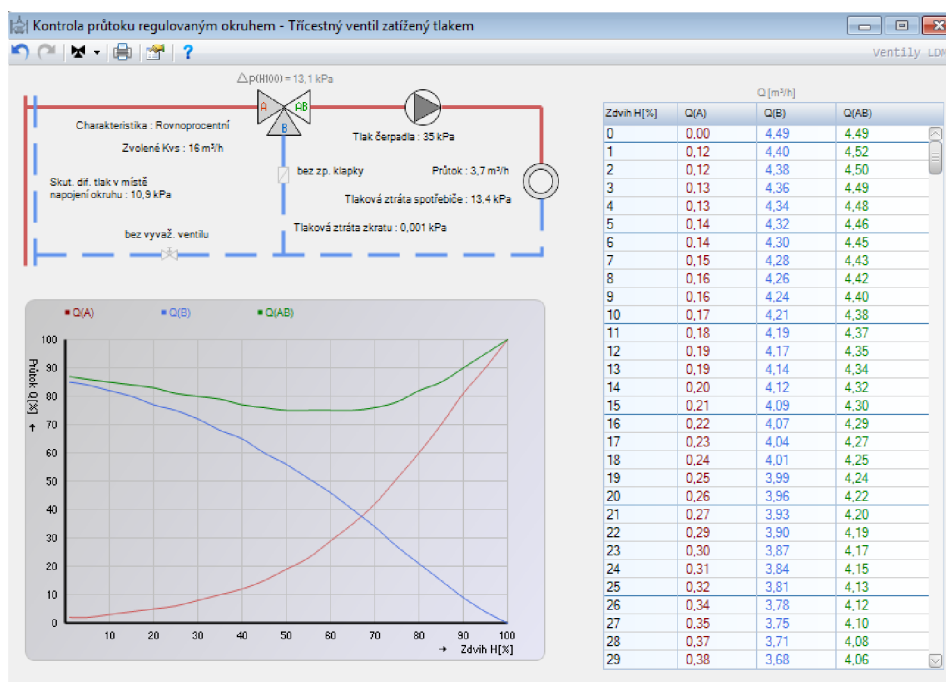 Kontrola průtoku regulovaným okruhem - Třícestný ventil zatížený tlakem
Ventily LDM
△p(H100) = 13,1 kPa
A AB
B
Charakteristika : Rovnoprocentní
Zvolené Kvs : 16 m³/h
Tlak čerpadla : 35 kPa
bez zp. klapky
Průtok : 3,7 m³/h
Skut. dif. tlak v místě
napojení okruhu : 10,9 kPa
Tlaková ztráta spotřebiče : 13,4 kPa
Tlaková ztráta zkratu : 0,001 kPa
bez vyvaž. ventilu
Q(A) Q(B) Q(AB)
Průtok Q[%]
100
90
80
70
60
50
40
30
20
10
0
10 20 30 40 50 60 70 80 90 100
→ Zdvih H[%]
Q [m³/h]
Zdvih H[%] Q(A) Q(B) Q(AB)
0 0,00 4,49 4,49
1 0,12 4,40 4,52
2 0,12 4,38 4,50
3 0,13 4,36 4,49
4 0,13 4,34 4,48
5 0,14 4,32 4,46
6 0,14 4,30 4,45
7 0,15 4,28 4,43
8 0,16 4,26 4,42
9 0,16 4,24 4,40
10 0,17 4,21 4,38
11 0,18 4,19 4,37
12 0,19 4,17 4,35
13 0,19 4,14 4,34
14 0,20 4,12 4,32
15 0,21 4,09 4,30
16 0,22 4,07 4,29
17 0,23 4,04 4,27
18 0,24 4,01 4,25
19 0,25 3,99 4,24
20 0,26 3,96 4,22
21 0,27 3,93 4,20
22 0,29 3,90 4,19
23 0,30 3,87 4,17
24 0,31 3,84 4,15
25 0,32 3,81 4,13
26 0,34 3,78 4,12
27 0,35 3,75 4,10
28 0,37 3,71 4,08
29 0,38 3,68 4,06